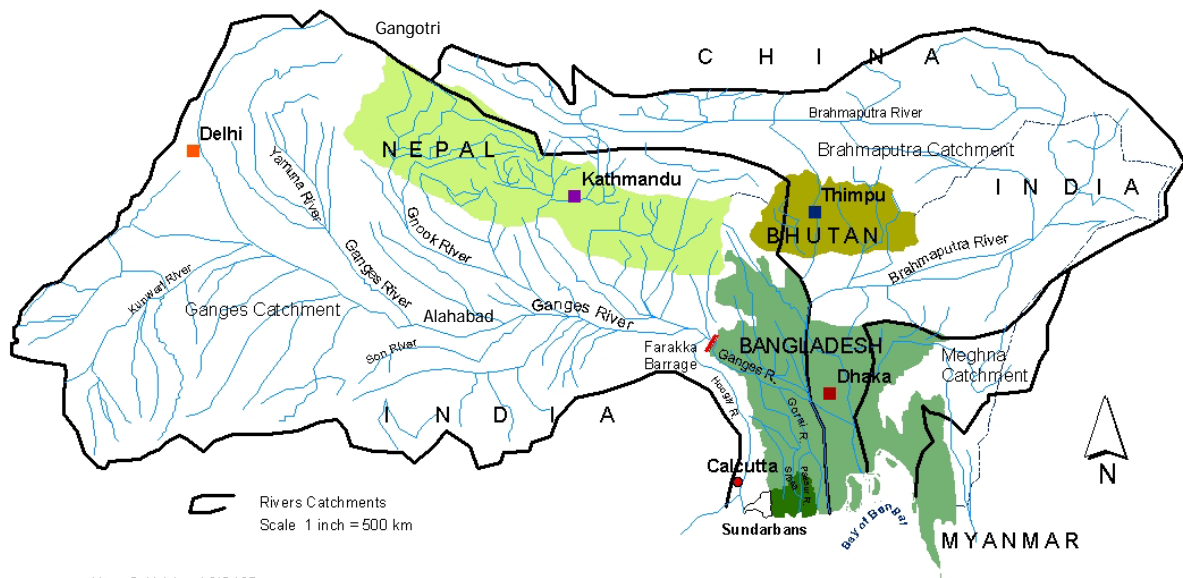 Gangotri
C H I N A
Brahmaputra River
Delhi
N E P A L
Brahmaputra Catchment
Yamuna River
Kathmandu
Thimpu
I N D I A
BHUTAN
Gnook River
Brahmaputra River
Ganges River
Kunwari River
Ganges Catchment
Alahabad
Ganges River
Son River
Farakka
Barrage
BANGLADESH
Meghna
Catchment
Ganges R.
Dhaka
Hoogly R.
Gorai R.
I N D I A
Calcutta
N
Rivers Catchments
Scale 1 inch = 500 km
Sundarbans
Bay of Bengal
MYANMAR